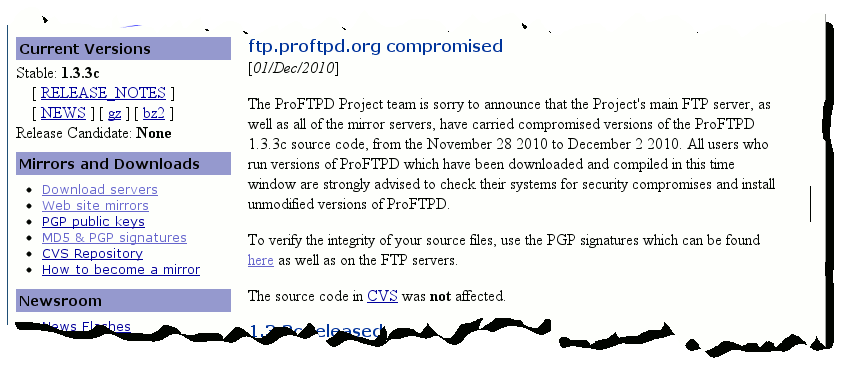 Current Versions
Stable: 1.3.3c
[ RELEASE_NOTES ]
[ NEWS ] [ gz ] [ bz2 ]
Release Candidate: None
Mirrors and Downloads
Download servers
Web site mirrors
PGP public keys
MD5 & PGP signatures
CVS Repository
How to become a mirror
Newsroom
News Flashes
ftp.proftpd.org compromised
[01/Dec/2010]
The ProFTPD Project team is sorry to announce that the Project's main FTP server, as
well as all of the mirror servers, have carried compromised versions of the ProFTPD
1.3.3c source code, from the November 28 2010 to December 2 2010. All users who
run versions of ProFTPD which have been downloaded and compiled in this time
window are strongly advised to check their systems for security compromises and install
unmodified versions of ProFTPD.
To verify the integrity of your source files, use the PGP signatures which can be found
here as well as on the FTP servers.
The source code in CVS was not affected.
1.3.3c released